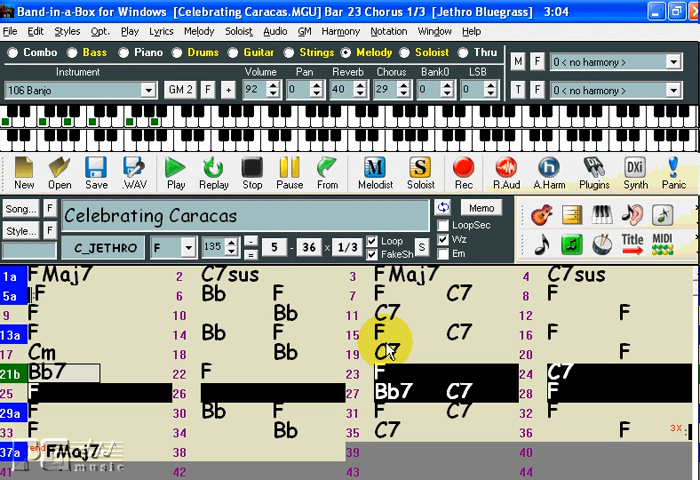 Band-in-a-Box for Windows [Celebrating Caracas.MGU] Bar 23 Chorus 1/3 [Jethro Bluegrass] 3:04
File Edit Styles Opt. Play Melody Soloist Audio GM Harmony Notation Window Help
Combo Bass Piano Drums Guitar Strings Melody Soloist Thru
Instrument Volume Pan Reverb Chorus Bank0 LSB
M F 0 < no harmony >
106 Banjo GM 2 F + 92 0 40 29 0 0
T F 0 < no harmony >
New Open Save .WAV Play Replay Stop Pause From Melodist Soloist Rec R.Aud A.Harm Plugins Synth Panic
Song... F Celebrating Caracas Memo
LoopSec
Style... F Wz
C_JETHRO F 135 5 - 36 x 1/3 Loop FakeSh S Em
Title MIDI
1a FMaj7 2 C7sus 3 FMaj7 4 C7sus
5a F 6 Bb F 7 F C7 8 F
9 F 10 Bb 11 C7 12 F
13a F 14 Bb F 15 F C7 16 F
17 Cm 18 Bb 19 C7 20 F
21b Bb7 22 F 23 F 24 C7
25 F 26 27 Bb7 C7 28 F
29a F 30 Bb F 31 F C7 32 F
33 F 34 Bb 35 C7 36 F 3X:
37a end FMaj7 38 39 40
41 42 43 44
music